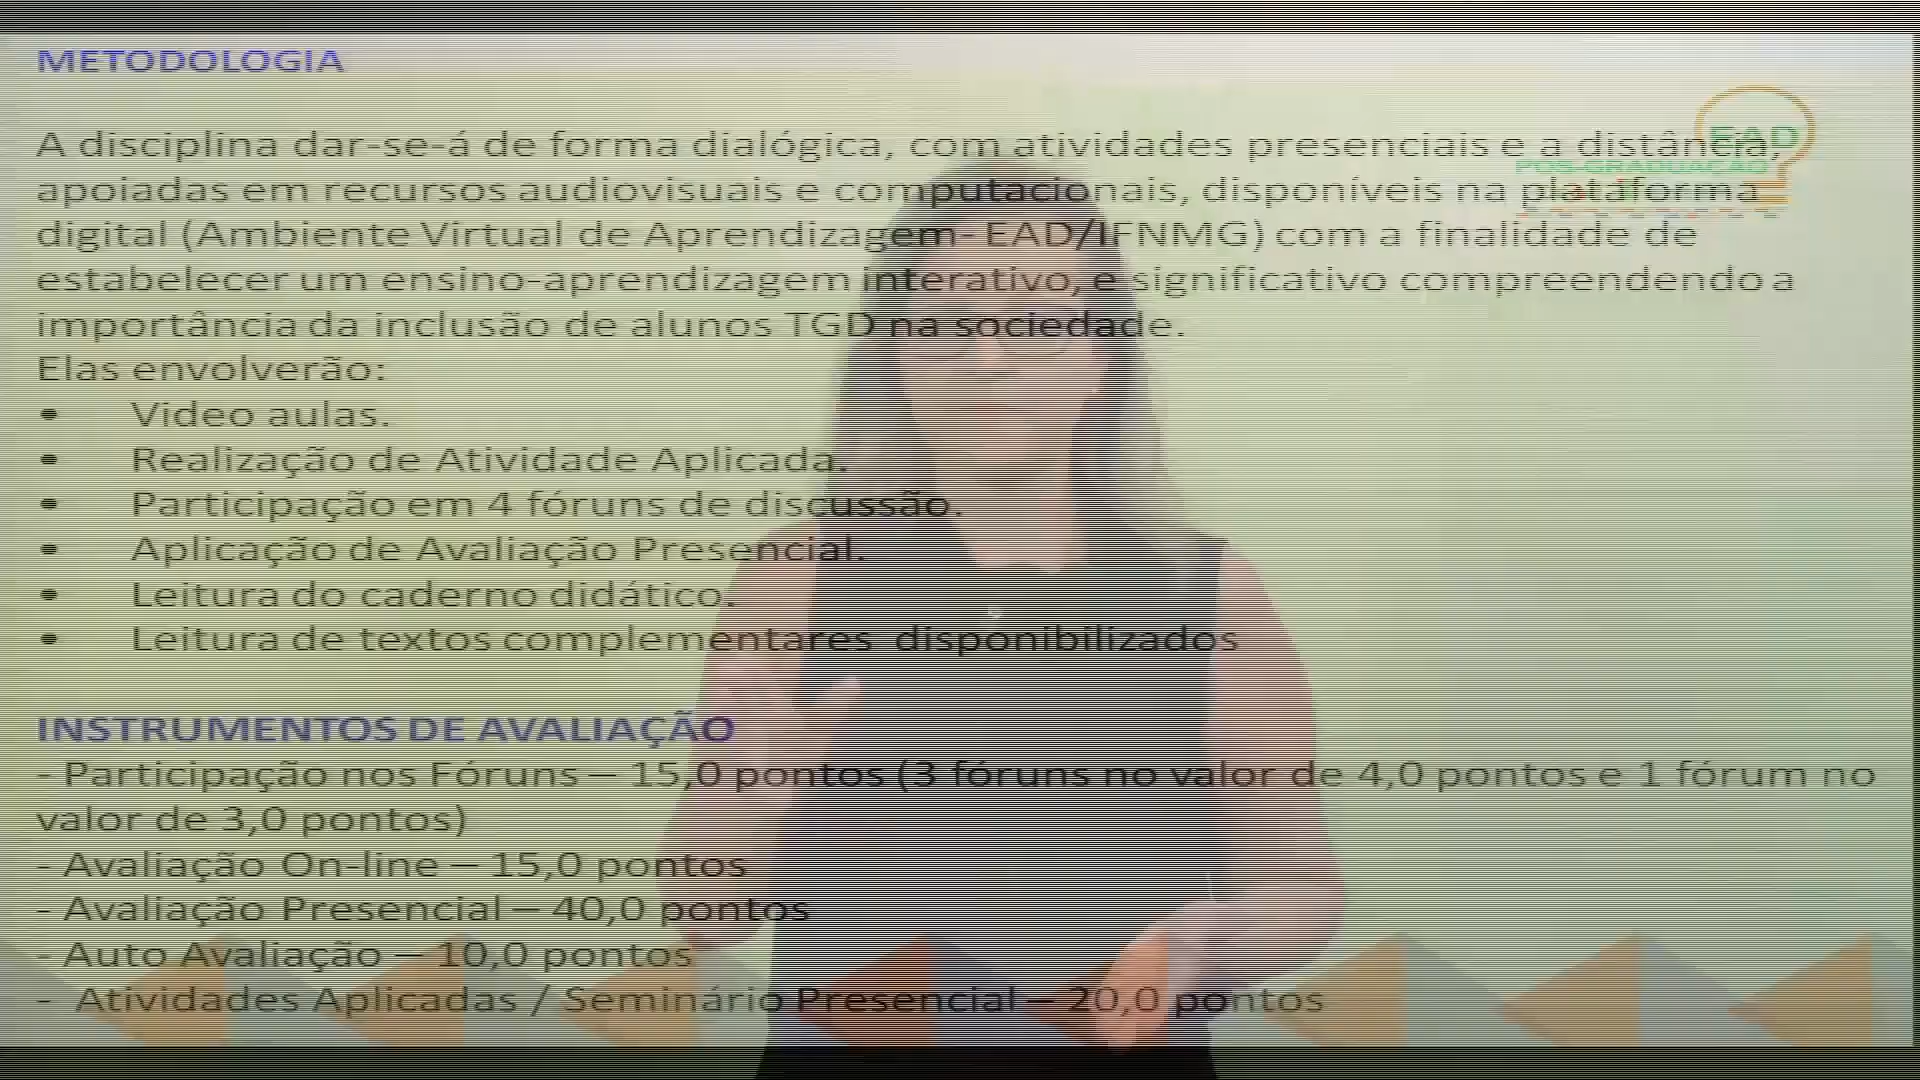 METODOLOGIA
A disciplina dar-se-á de forma dialógica, com atividades presenciais e a distância,
apoiadas em recursos audiovisuais e computacionais, disponíveis na plataforma
digital (Ambiente Virtual de Aprendizagem- EAD/IFNMG) com a finalidade de
estabelecer um ensino-aprendizagem interativo, e significativo compreendendo a
importância da inclusão de alunos TGD na sociedade.
Elas envolverão:
• Video aulas.
• Realização de Atividade Aplicada.
• Participação em 4 fóruns de discussão.
• Aplicação de Avaliação Presencial.
• Leitura do caderno didático.
• Leitura de textos complementares disponibilizados
INSTRUMENTOS DE AVALIAÇÃO
- Participação nos Fóruns – 15,0 pontos (3 fóruns no valor de 4,0 pontos e 1 fórum no
valor de 3,0 pontos)
- Avaliação On-line – 15,0 pontos
- Avaliação Presencial – 40,0 pontos
- Auto Avaliação – 10,0 pontos
- Atividades Aplicadas / Seminário Presencial – 20,0 pontos
EAD
PÓS-GRADUAÇÃO